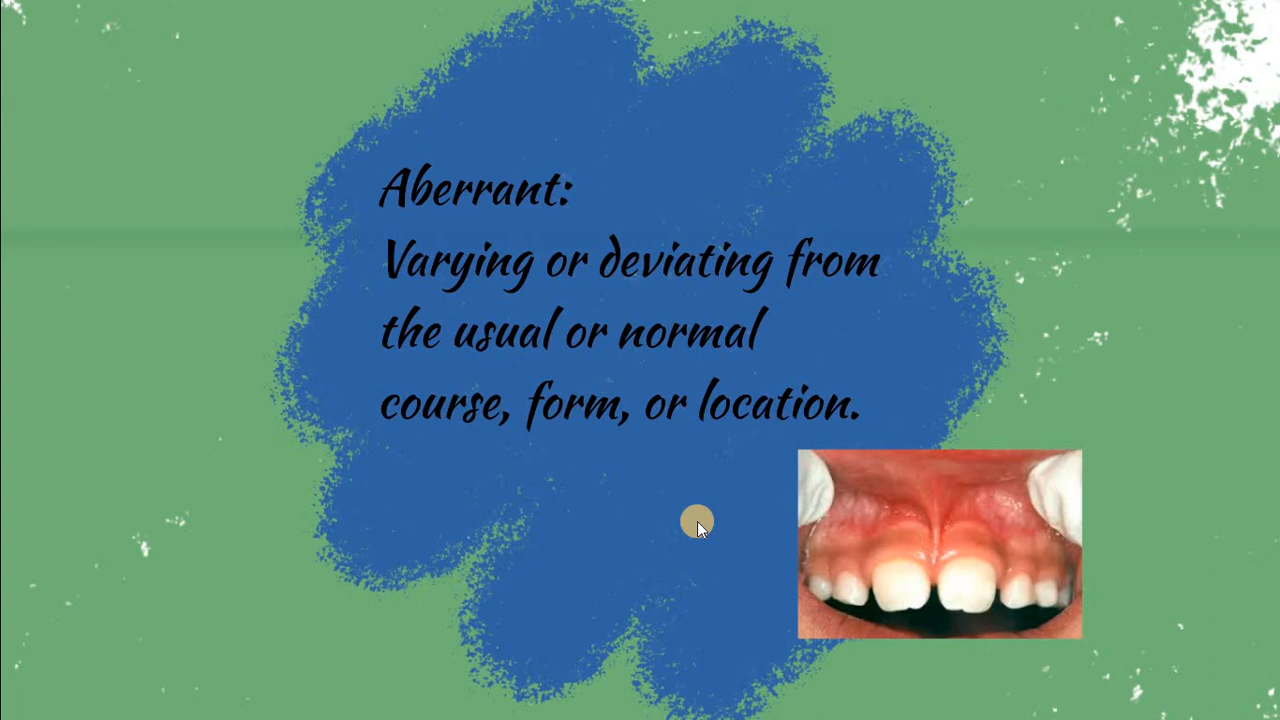 Aberrant:
Varying or deviating from
the usual or normal
course, form, or location.